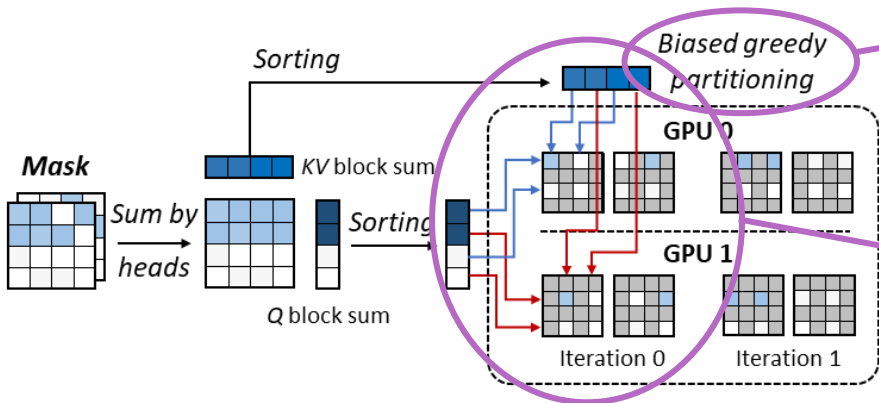 Biased greedy
partitioning
Sorting
GPU 0
Mask
KV block sum
Sum by
heads
Sorting
GPU 1
Q block sum
Iteration 0
Iteration 1